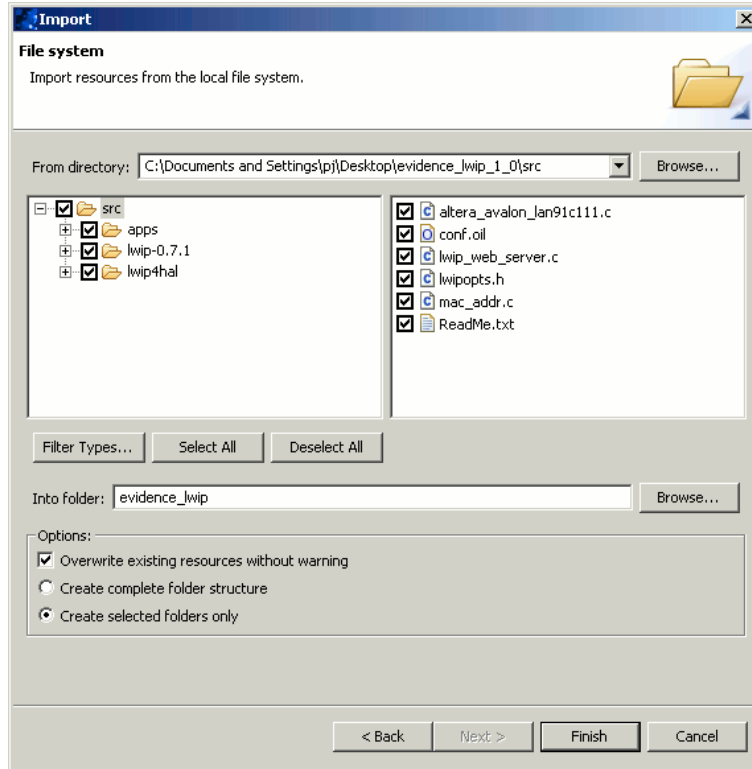 Import
File system
Import resources from the local file system.
From directory: C:\Documents and Settings\pj\Desktop\evidence_lwip_1_0\src Browse...
src
apps
lwip-0.7.1
lwip4hal
altera_avalon_lan91c111.c
conf.oil
lwip_web_server.c
lwipopts.h
mac_addr.c
ReadMe.txt
Filter Types... Select All Deselect All
Into folder: evidence_lwip Browse...
Options:
Overwrite existing resources without warning
Create complete folder structure
Create selected folders only
< Back Next > Finish Cancel